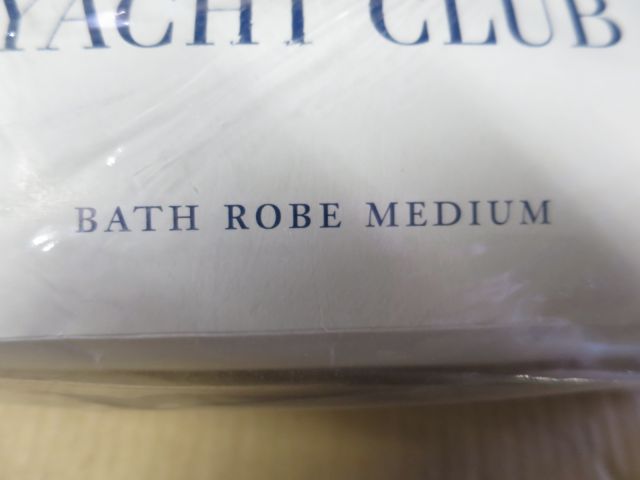 YACHT CLUB
BATH ROBE MEDIUM